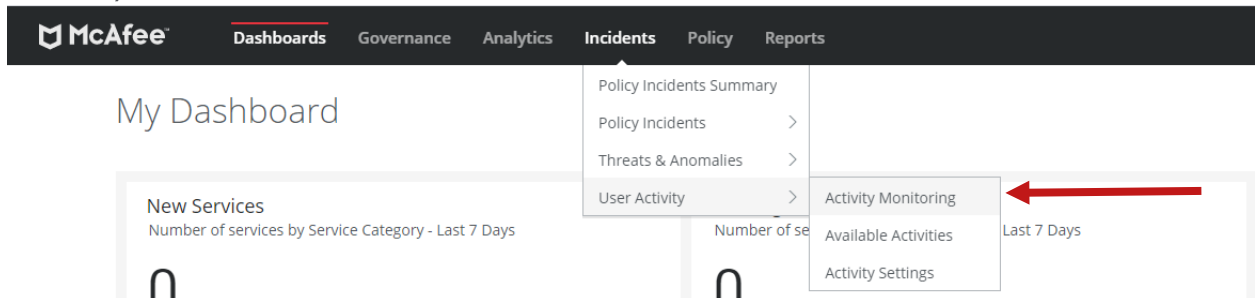 McAfee™ Dashboards Governance Analytics Incidents Policy Reports
My Dashboard
Policy Incidents Summary
Policy Incidents
Threats & Anomalies
User Activity
Activity Monitoring
Available Activities
Activity Settings
New Services
Number of services by Service Category - Last 7 Days
0
Number of se
Last 7 Days
0